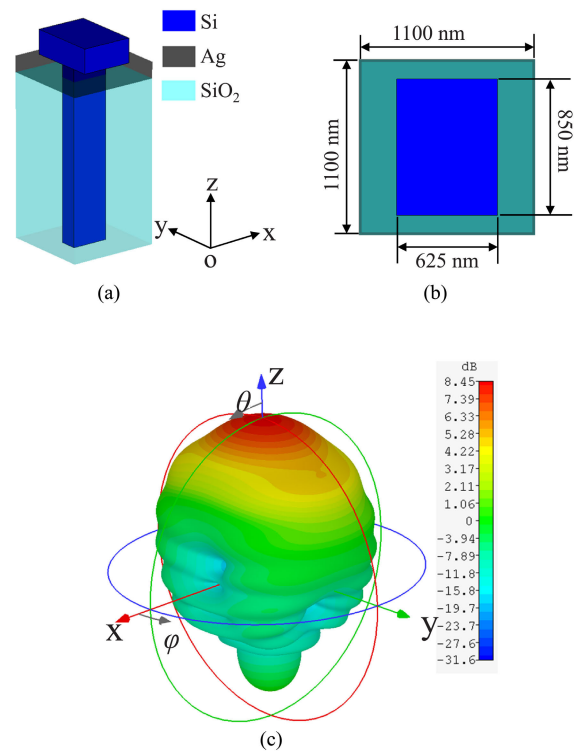 Si
Ag
SiO₂
z
y
x
o
(a)
1100 nm
1100 nm
850 nm
625 nm
(b)
dB
8.45
7.39
6.34
5.28
4.22
3.17
2.11
1.06
0
-3.94
-7.89
-11.8
-15.8
-19.7
-23.7
-27.6
-31.6
z
θ
x
φ
y
(c)